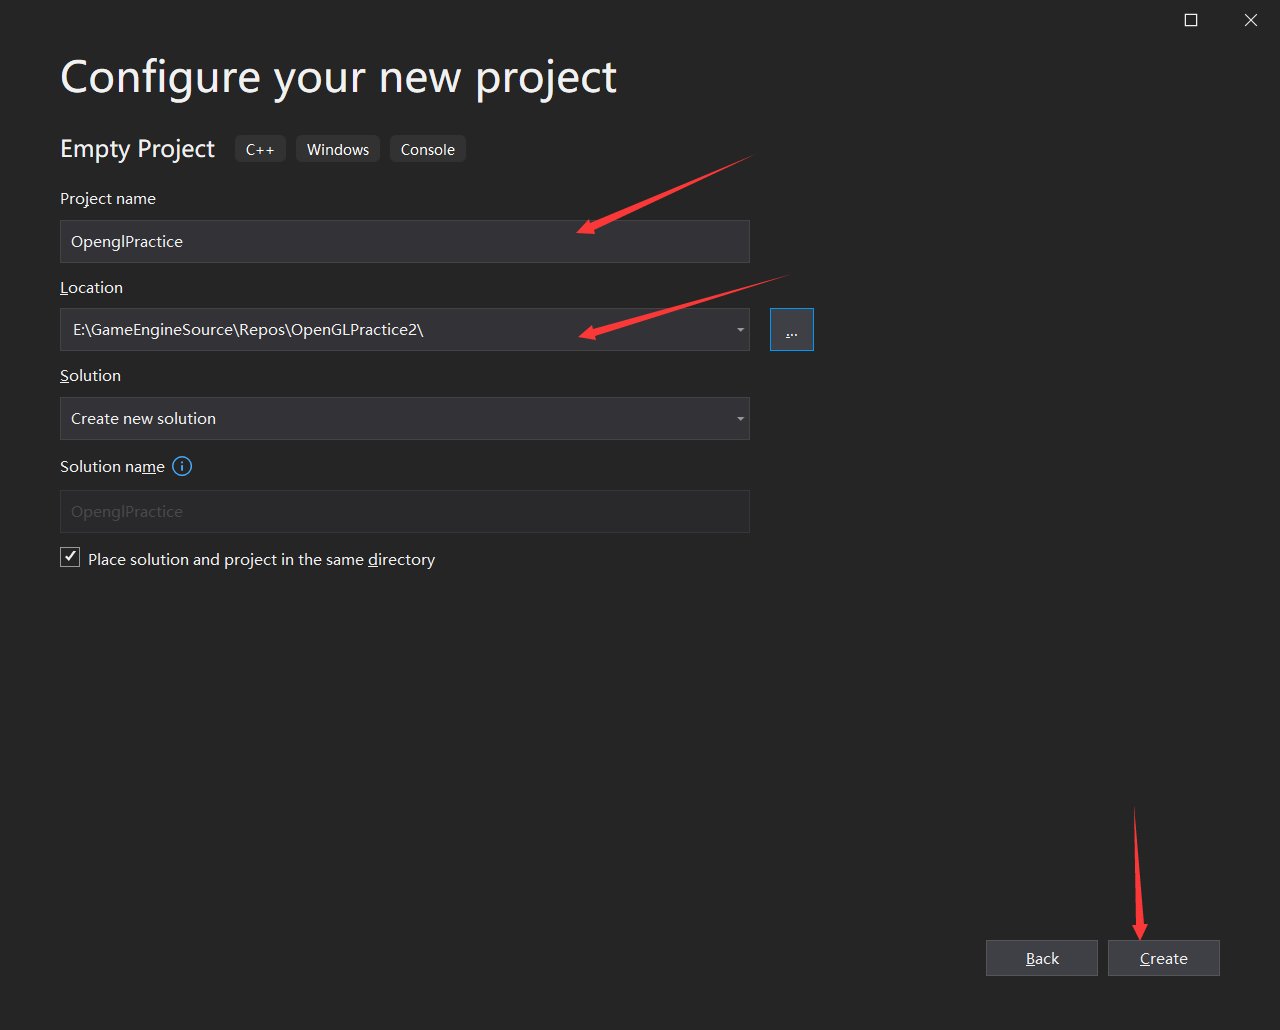 Configure your new project
Empty Project C++ Windows Console
Project name
OpenglPractice
Location
E:\GameEngineSource\Repos\OpenGLPractice2\
...
Solution
Create new solution
Solution name
OpenglPractice
Place solution and project in the same directory
Back Create